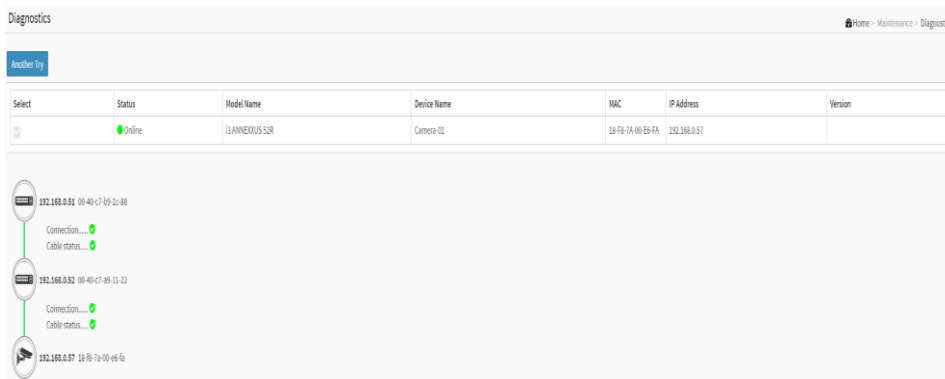 Diagnostics
Home > Maintenance > Diagnost
Another Try
Select Status Model Name Device Name MAC IP Address Version
Online i3 ANNEXXUS 52R Camera-01 18-F8-7A-00-E6-FA 192.168.0.57
192.168.0.51 00-40-c7-b9-1c-88
Connection.....
Cable status.....
192.168.0.52 00-40-c7-a9-11-22
Connection.....
Cable status.....
192.168.0.57 18-f8-7a-00-e6-fa